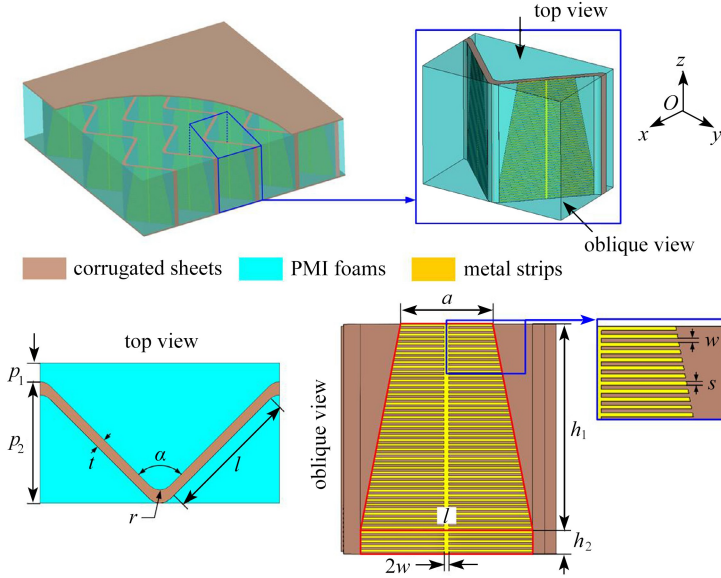 top view
z
O
x
y
oblique view
corrugated sheets
PMI foams
metal strips
top view
p1
p2
t
α
l
r
oblique view
a
l
h1
h2
2w
w
s